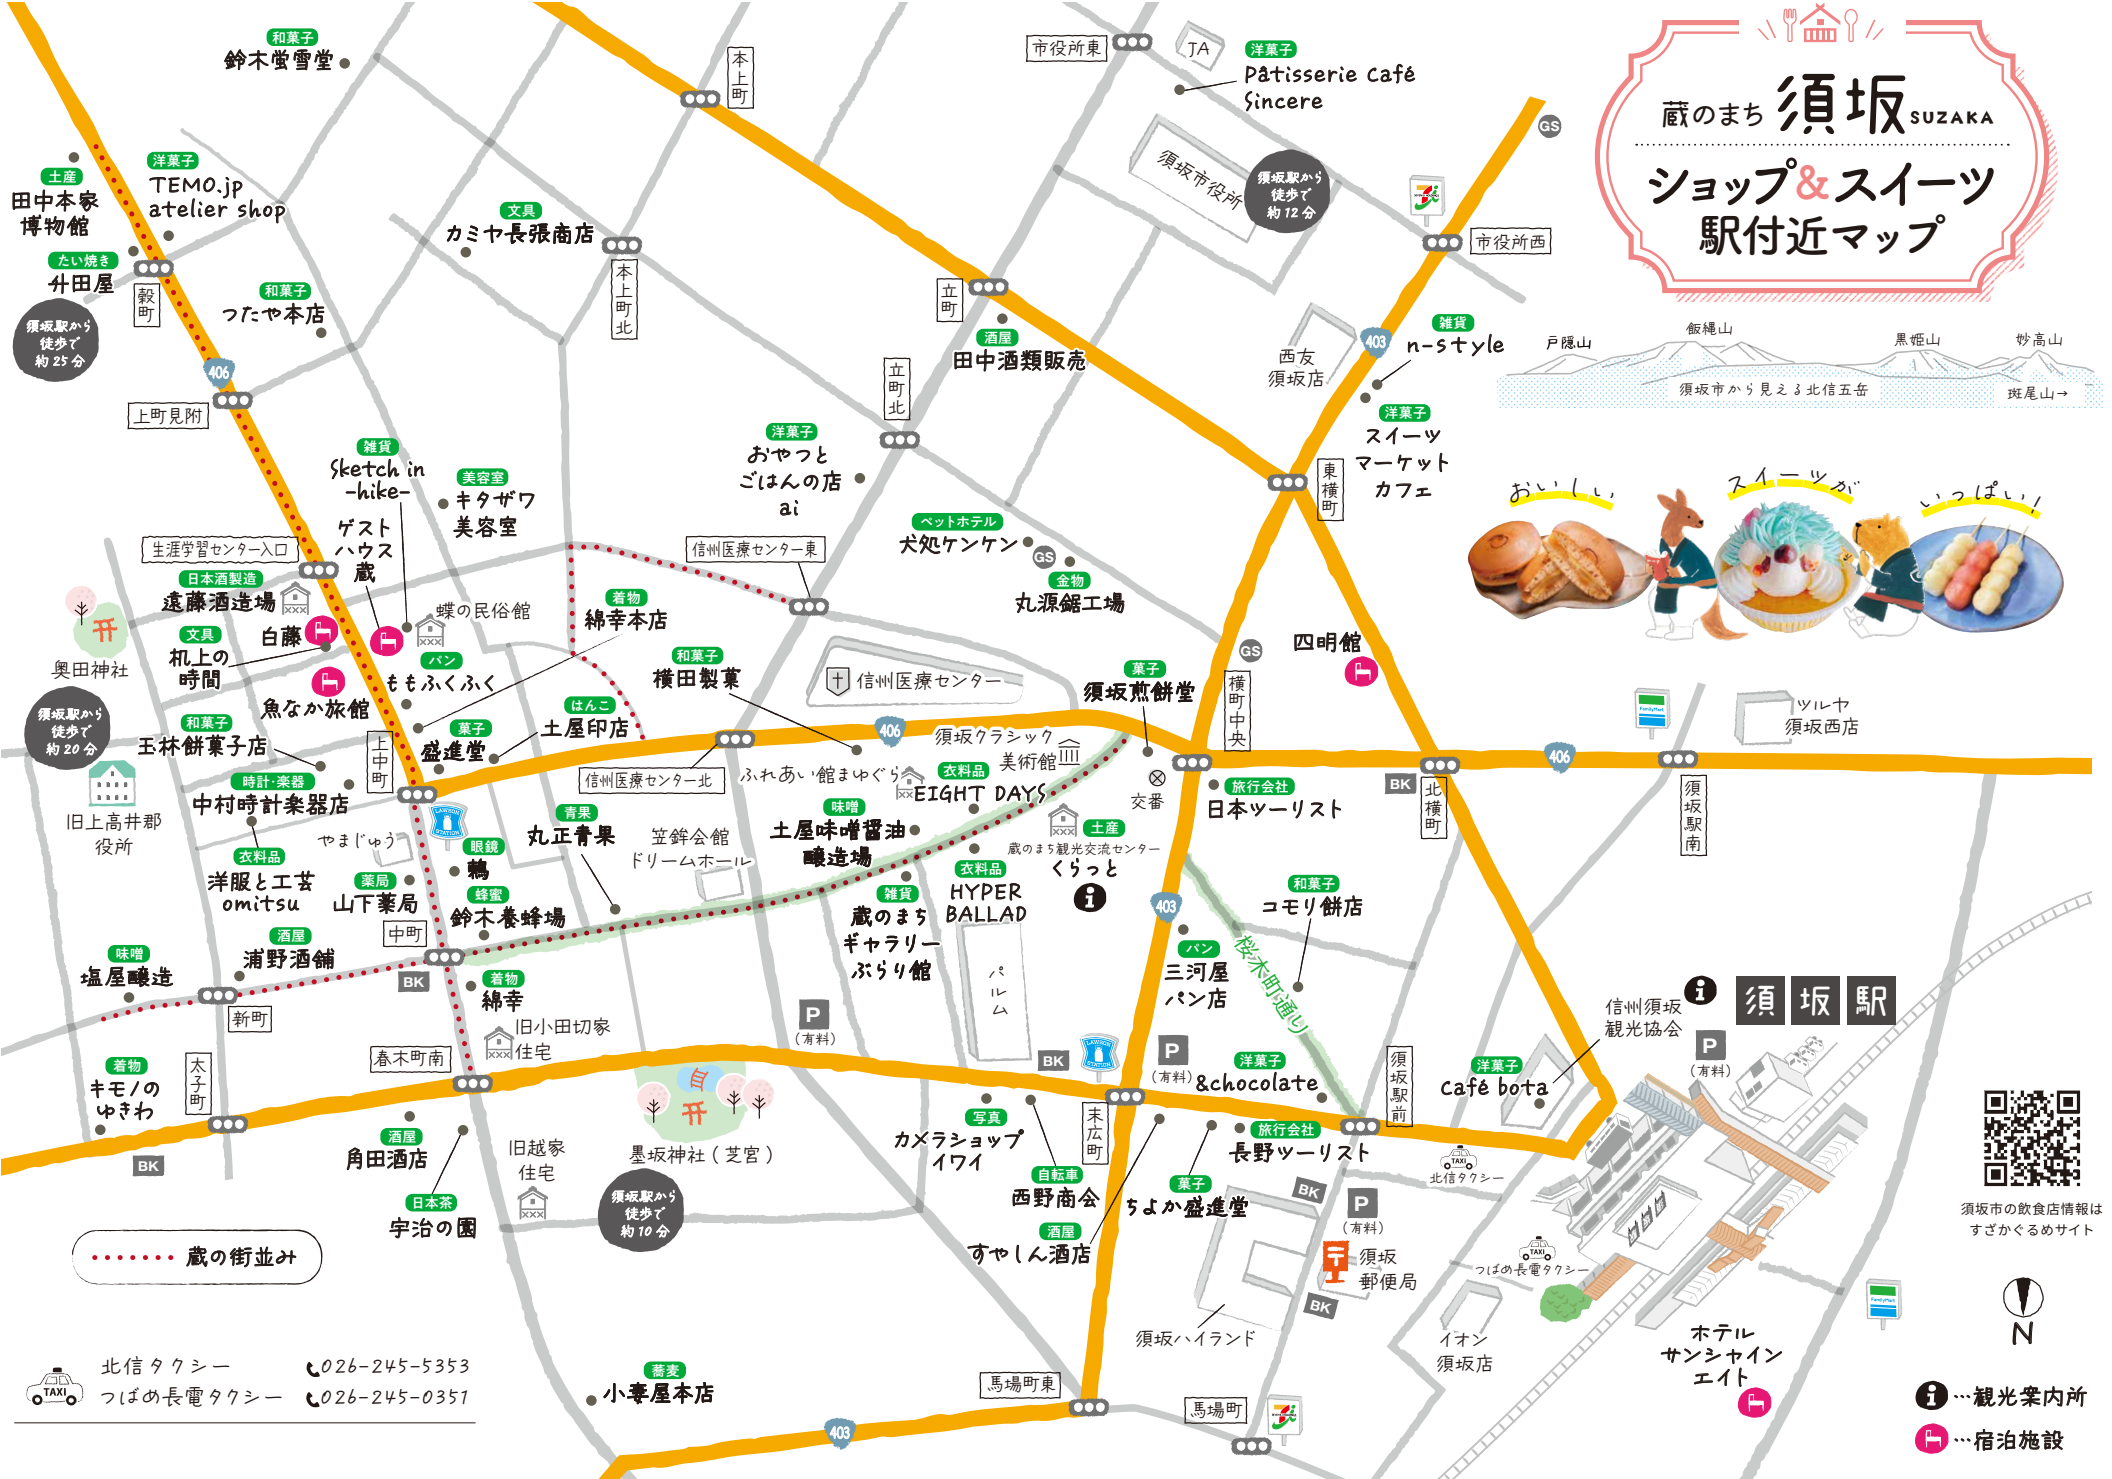 蔵のまち 須坂 SUZAKA
ショップ&スイーツ
駅付近マップ
戸隠山
飯縄山
黒姫山
妙高山
須坂市から見える北信五岳
斑尾山→
おいしい
スイーツが
いっぱい!
和菓子
鈴木蛍雪堂
本上町
市役所東
JA
洋菓子
Pâtisserie Café
Sincere
GS
須坂市役所
須坂駅から
徒歩で
約12分
市役所西
土産
田中本家
博物館
洋菓子
TEMO.jp
atelier shop
たい焼き
升田屋
穀町
須坂駅から
徒歩で
約25分
和菓子
つたや本店
文具
カミヤ長張商店
本上町北
立町
酒屋
田中酒類販売
西友
須坂店
403
雑貨
n-style
洋菓子
スイーツ
マーケット
カフェ
406
上町見附
立町北
東横町
雑貨
Sketch in
-hike-
美容室
キタザワ
美容室
洋菓子
おやつと
ごはんの店
ai
ゲスト
ハウス
蔵
ペットホテル
犬処ケンケン
GS
金物
丸源鋸工場
生涯学習センター入口
信州医療センター東
日本酒製造
遠藤酒造場
蝶の民俗館
着物
綿幸本店
白藤
文具
机上の
時間
奥田神社
パン
ももふくふく
魚なか旅館
和菓子
横田製菓
信州医療センター
菓子
須坂煎餅堂
GS
横町中央
四明館
FamilyMart
ツルヤ
須坂西店
須坂駅から
徒歩で
約20分
和菓子
玉林餅菓子店
上中町
菓子
盛進堂
はんこ
土屋印店
406
須坂クラシック
美術館
信州医療センター北
ふれあい館まゆぐら
衣料品
EIGHT DAYS
交番
旅行会社
日本ツーリスト
BK
北横町
406
須坂駅南
旧上高井郡
役所
時計・楽器
中村時計楽器店
やまじゅう
LAWSON
STATION
眼鏡
鶴
青果
丸正青果
笠鉾会館
ドリームホール
味噌
土屋味噌醤油
醸造場
土産
蔵のまち観光交流センター
くらっと
衣料品
洋服と工芸
omitsu
薬局
山下薬局
蜂蜜
鈴木養蜂場
雑貨
蔵のまち
ギャラリー
ぶらり館
衣料品
HYPER
BALLAD
パルム
403
和菓子
コモリ餅店
桜木町通り
パン
三河屋
パン店
中町
酒屋
浦野酒舗
味噌
塩屋醸造
BK
着物
綿幸
新町
旧小田切家
住宅
P
(有料)
BK
LAWSON
STATION
P
(有料)
洋菓子
&chocolate
須坂駅前
洋菓子
Café bota
信州須坂
観光協会
須坂駅
P
(有料)
着物
キモノの
ゆきわ
太子町
春木町南
BK
酒屋
角田酒店
日本茶
宇治の園
旧越家
住宅
墨坂神社(芝宮)
須坂駅から
徒歩で
約10分
写真
カメラショップ
イワイ
自転車
西野商会
末広町
酒屋
すやしん酒店
菓子
ちよか盛進堂
旅行会社
長野ツーリスト
TAXI
北信タクシー
BK
P
(有料)
須坂
郵便局
BK
TAXI
つばめ長電タクシー
須坂ハイランド
イオン
須坂店
ホテル
サンシャイン
エイト
FamilyMart
須坂市の飲食店情報は
すざかぐるめサイト
N
蔵の街並み
TAXI
北信タクシー 026-245-5353
つばめ長電タクシー 026-245-0351
蕎麦
小妻屋本店
403
馬場町東
馬場町
…観光案内所
…宿泊施設